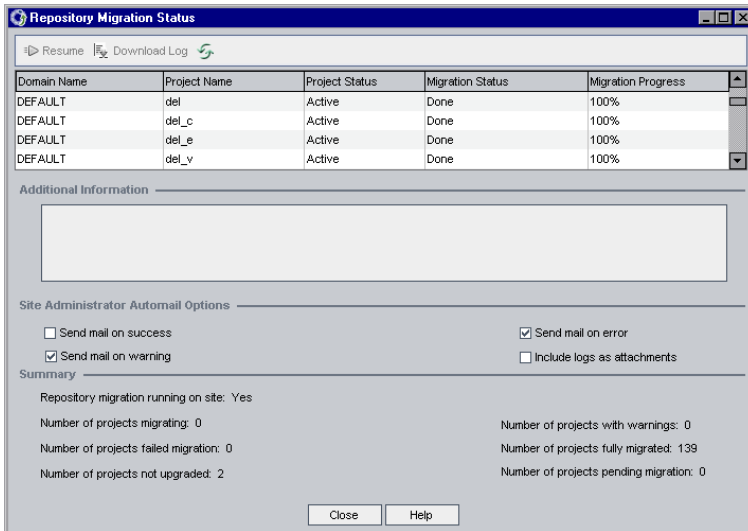 Repository Migration Status
Resume Download Log
Domain Name Project Name Project Status Migration Status Migration Progress
DEFAULT del Active Done 100%
DEFAULT del_c Active Done 100%
DEFAULT del_e Active Done 100%
DEFAULT del_v Active Done 100%
Additional Information
Site Administrator Automail Options
Send mail on success Send mail on error
Send mail on warning Include logs as attachments
Summary
Repository migration running on site: Yes
Number of projects migrating: 0 Number of projects with warnings: 0
Number of projects failed migration: 0 Number of projects fully migrated: 139
Number of projects not upgraded: 2 Number of projects pending migration: 0
Close Help